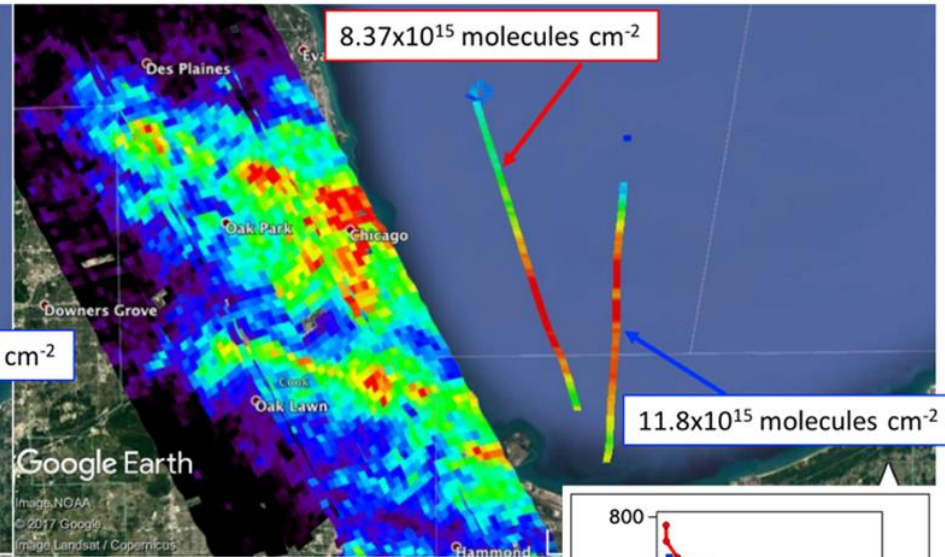 8.37x10¹⁵ molecules cm⁻²
Des Plaines
Eva
Oak Park
Chicago
Downers Grove
cm⁻²
Cook
Oak Lawn
11.8x10¹⁵ molecules cm⁻²
Google Earth
Image NOAA
© 2017 Google
Image Landsat / Copernicus
800
Hammond